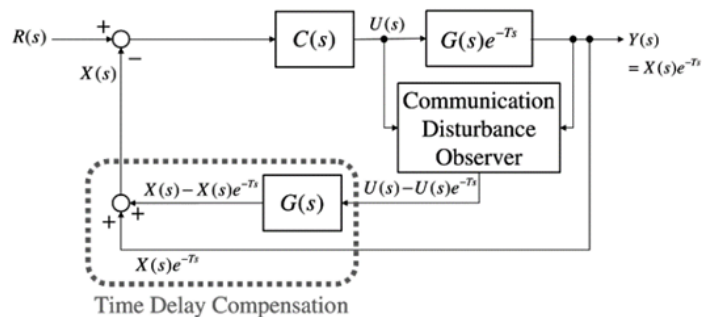 R(s)
+
−
X(s)
C(s)
U(s)
G(s)e^{-Ts}
Y(s)
= X(s)e^{-Ts}
Communication
Disturbance
Observer
X(s)−X(s)e^{-Ts}
U(s)−U(s)e^{-Ts}
+
+
G(s)
X(s)e^{-Ts}
Time Delay Compensation